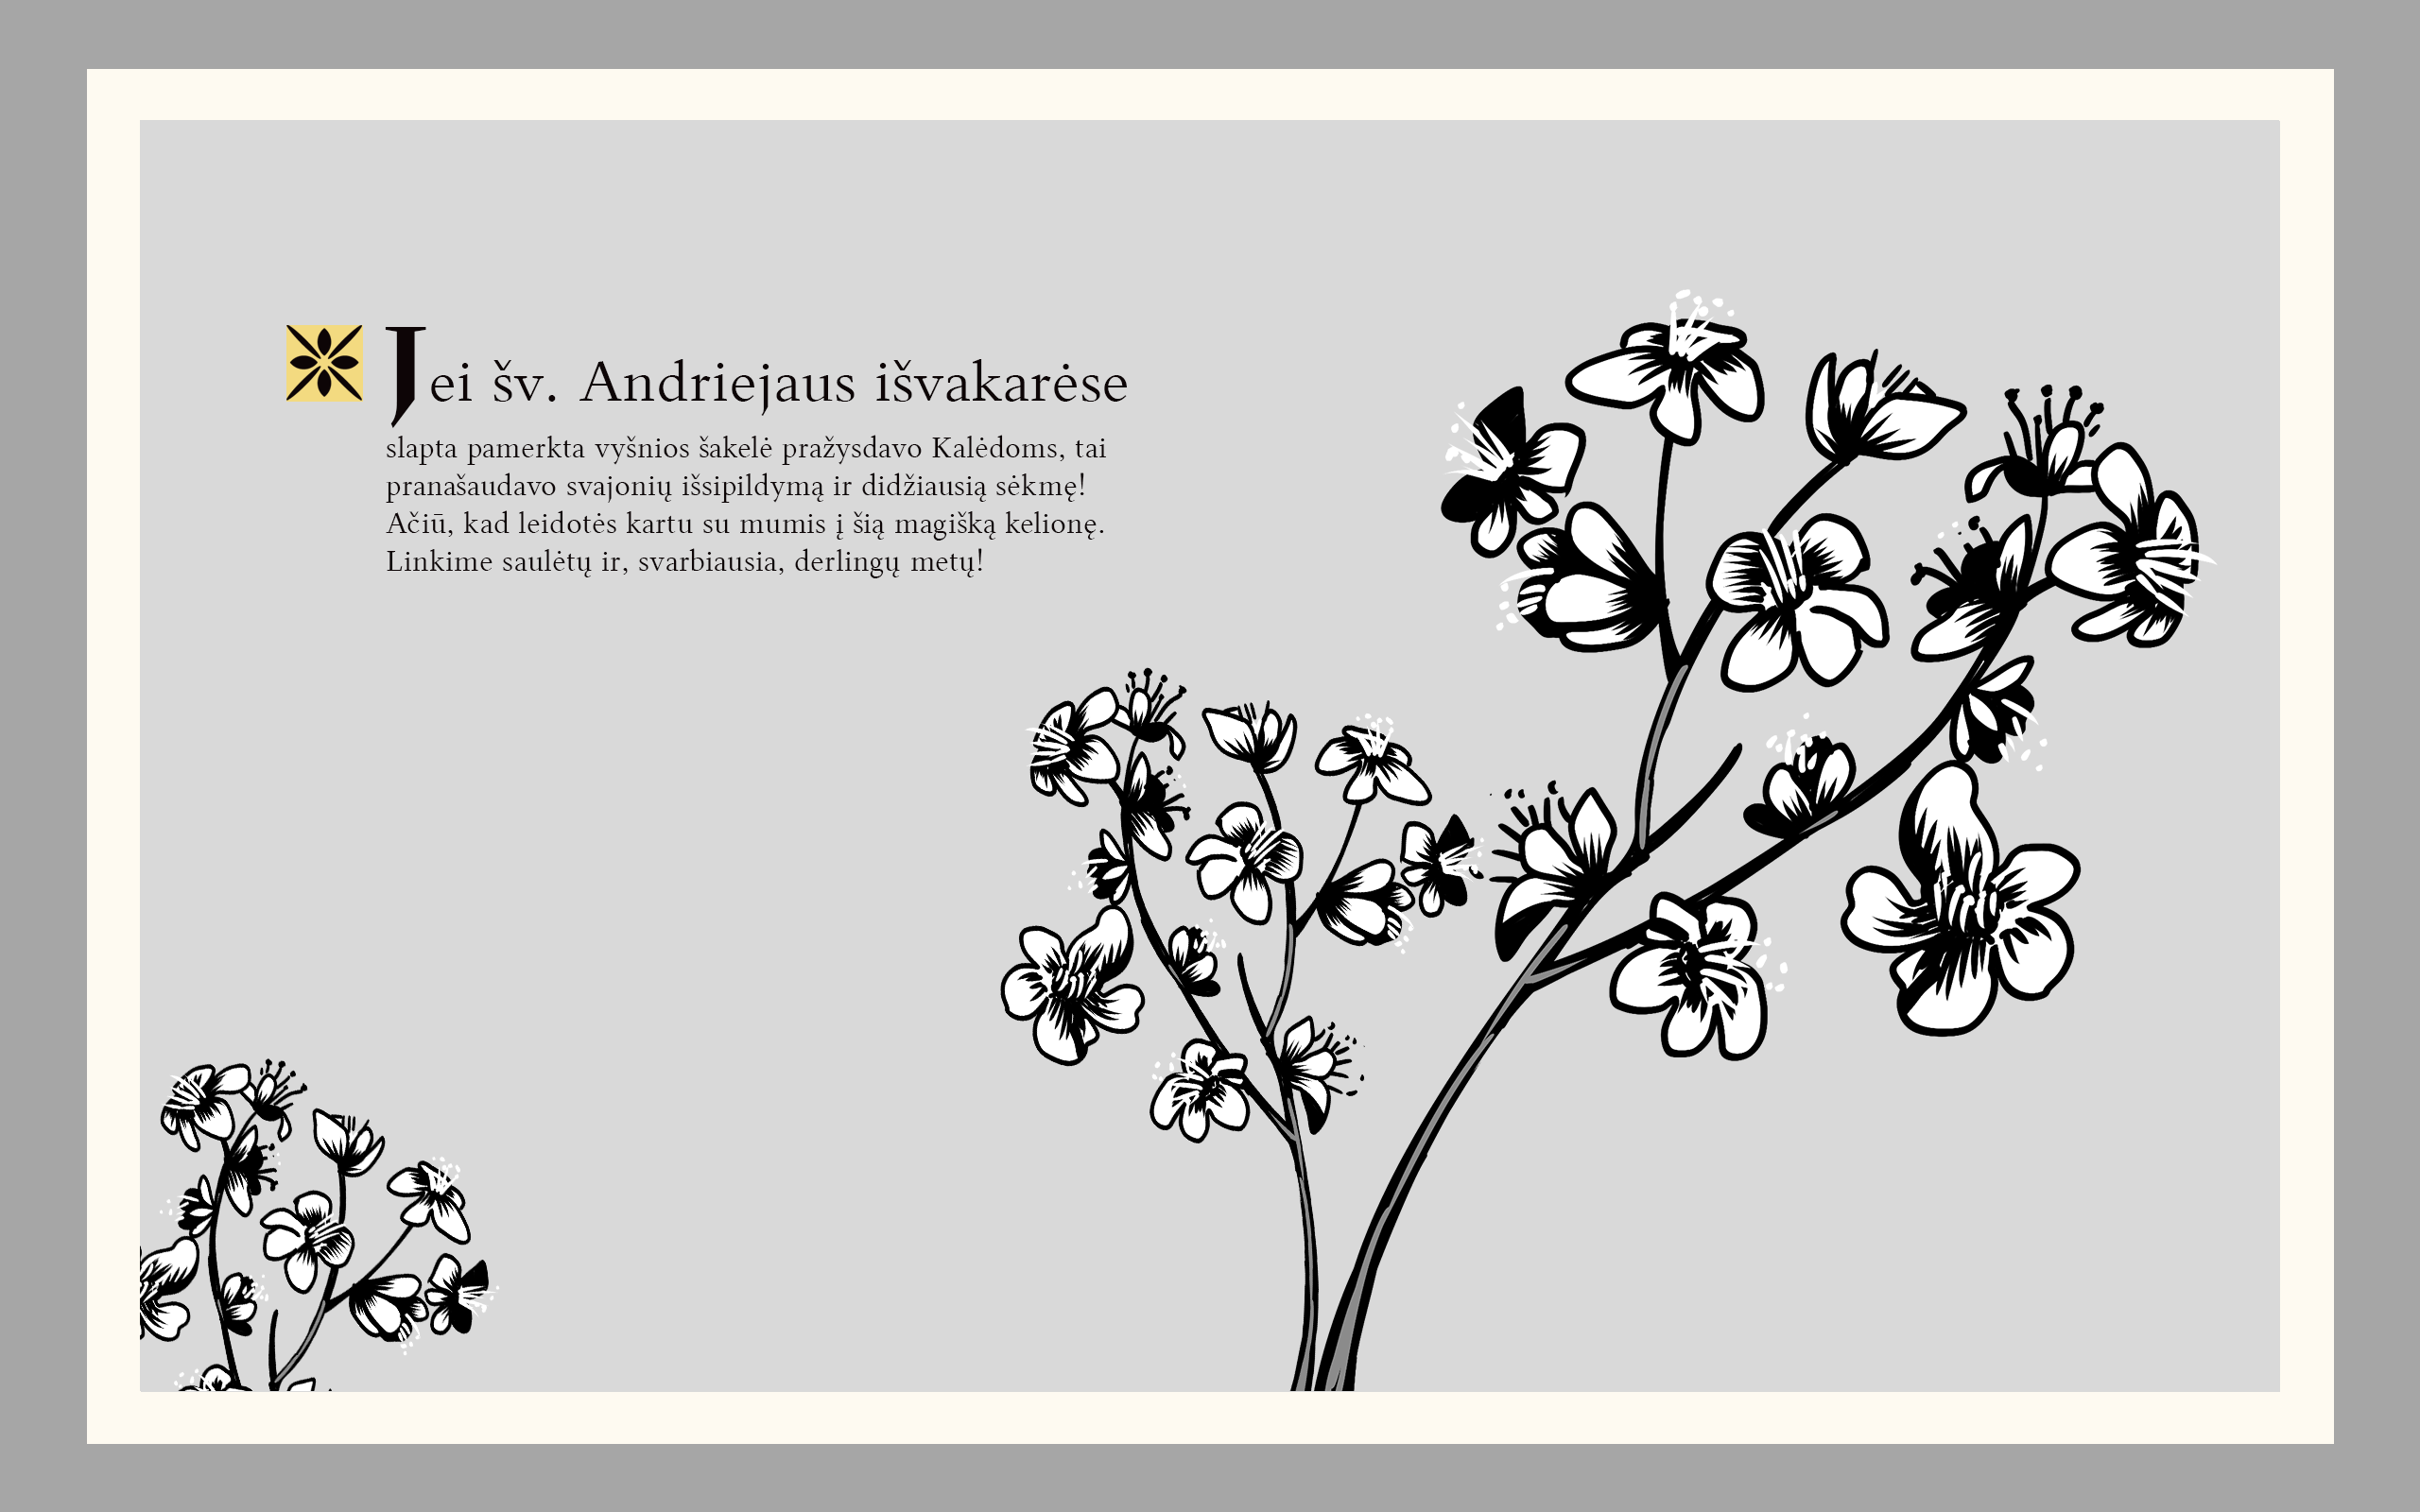 Jei šv. Andriejaus išvakarėse
slapta pamerkta vyšnios šakelė pražysdavo Kalėdoms, tai
pranašaudavo svajonių išsipildymą ir didžiausią sėkmę!
Ačiū, kad leidotės kartu su mumis į šią magišką kelionę.
Linkime saulėtų ir, svarbiausia, derlingų metų!